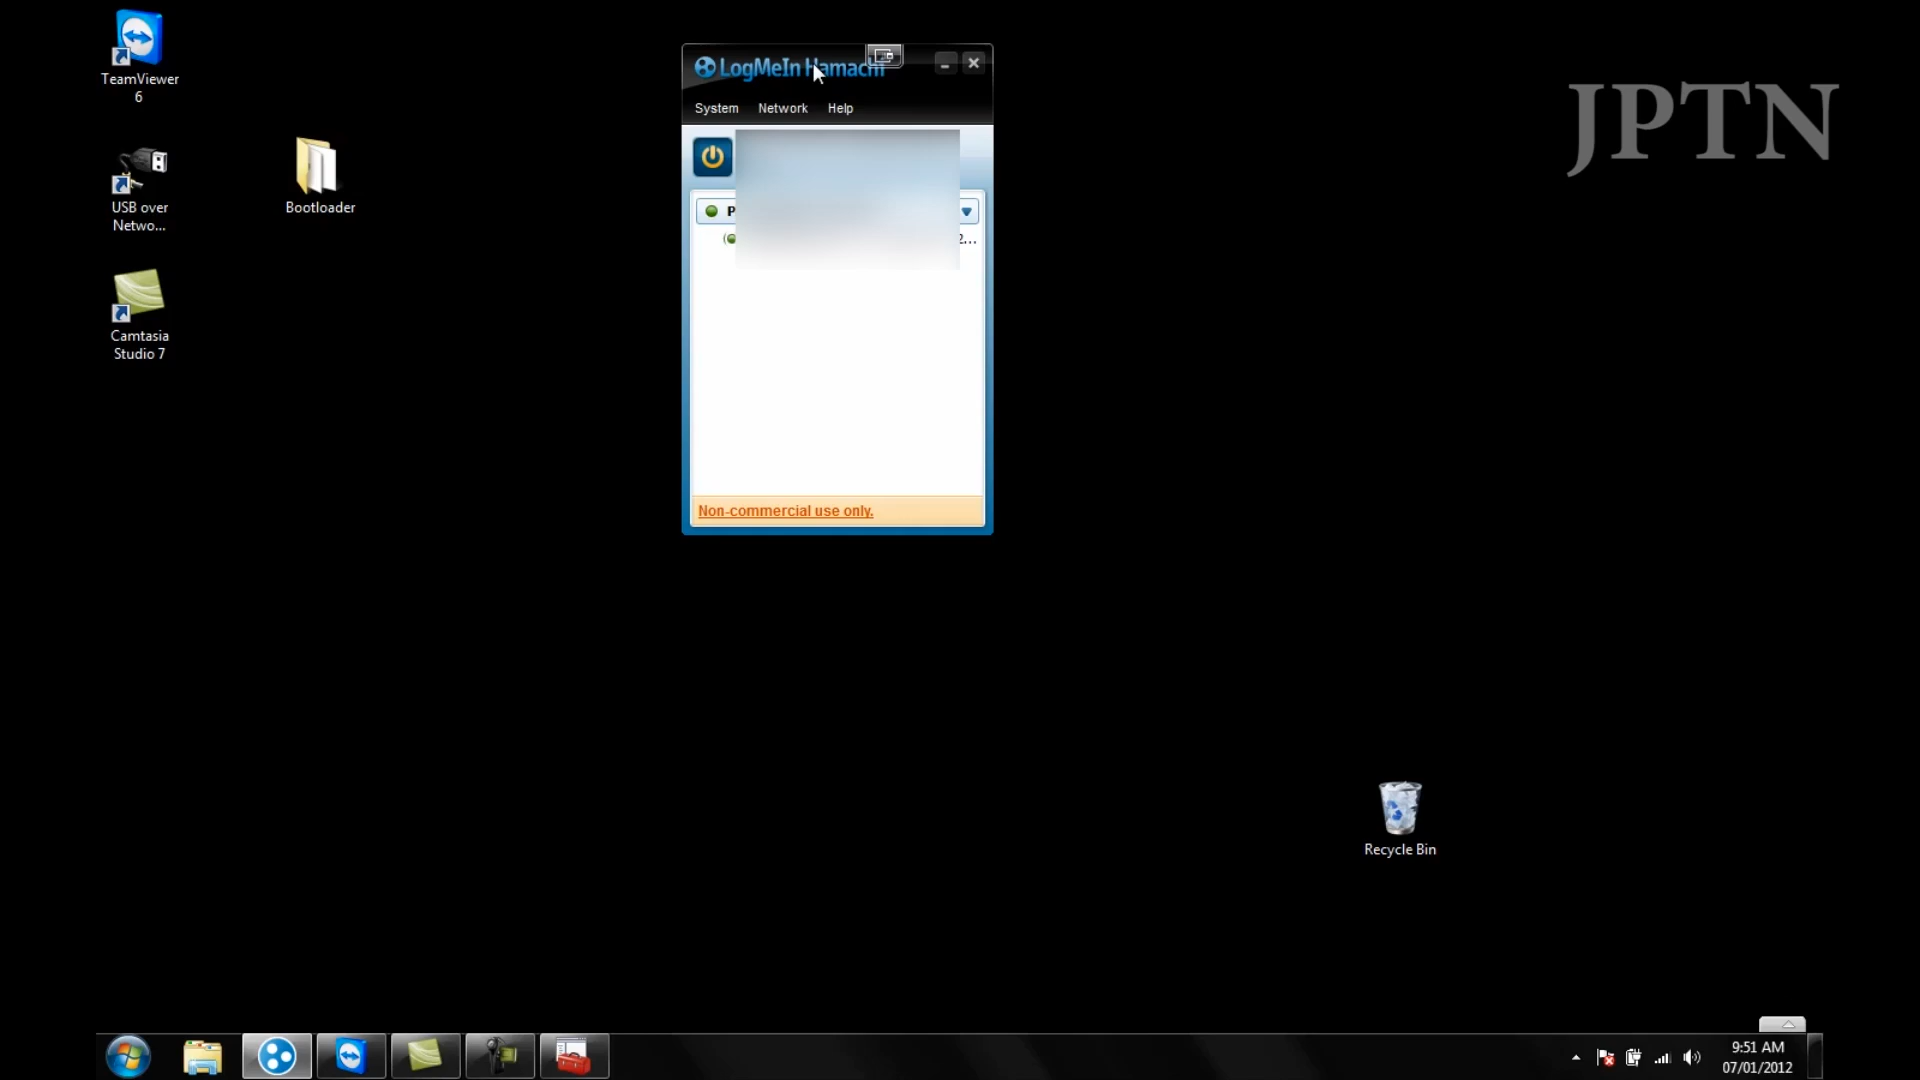 TeamViewer
6
USB over
Netwo...
Bootloader
Camtasia
Studio 7
LogMeIn Hamachi
System Network Help
P
2...
Non-commercial use only.
JPTN
Recycle Bin
9:51 AM
07/01/2012